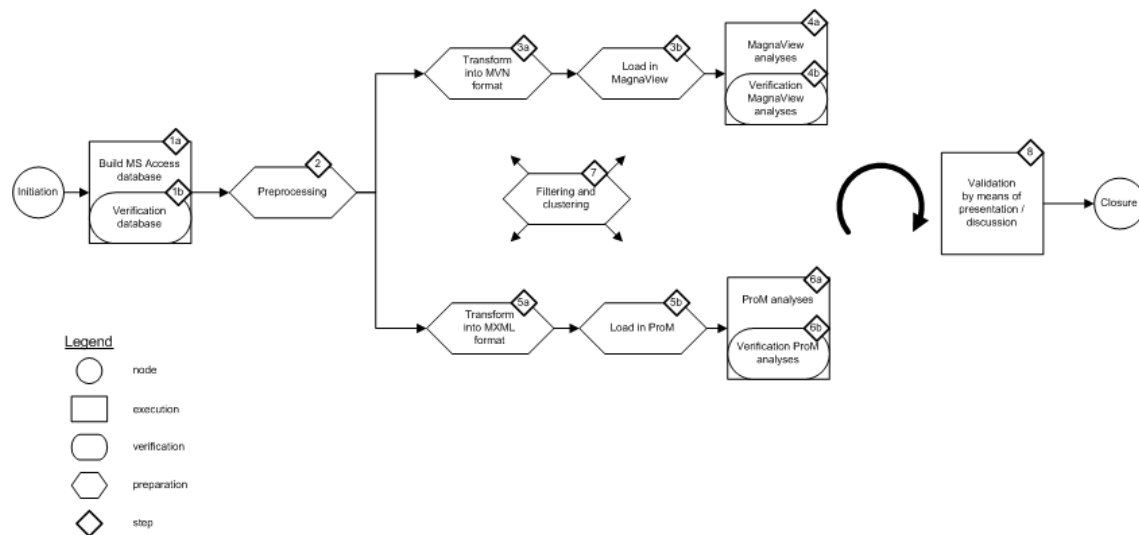 Initiation
1a
Build MS Access
database
1b
Verification
database
2
Preprocessing
3a
Transform
into MVN
format
3b
Load in
MagnaView
4a
MagnaView
analyses
4b
Verification
MagnaView
analyses
7
Filtering and
clustering
5a
Transform
into MXML
format
5b
Load in ProM
6a
ProM analyses
6b
Verification ProM
analyses
8
Validation
by means of
presentation /
discussion
Closure
Legend
node
execution
verification
preparation
step